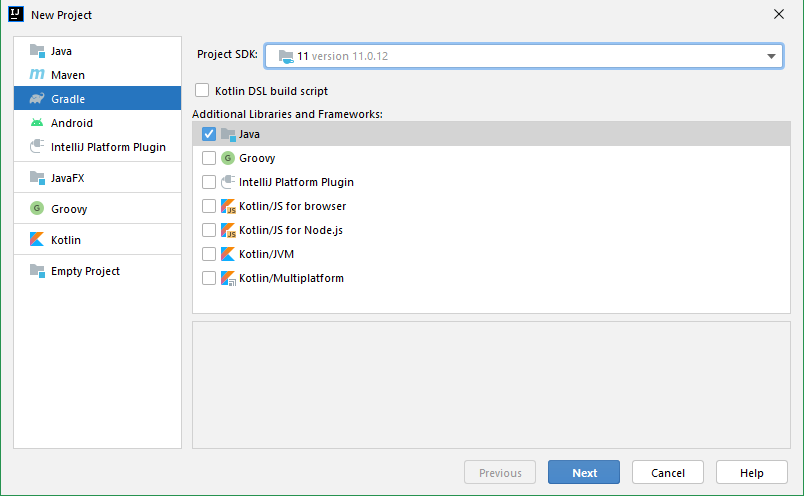 New Project
Java
Maven
Gradle
Android
IntelliJ Platform Plugin
JavaFX
Groovy
Kotlin
Empty Project
Project SDK: 11 version 11.0.12
Kotlin DSL build script
Additional Libraries and Frameworks:
Java
Groovy
IntelliJ Platform Plugin
Kotlin/JS for browser
Kotlin/JS for Node.js
Kotlin/JVM
Kotlin/Multiplatform
Previous Next Cancel Help